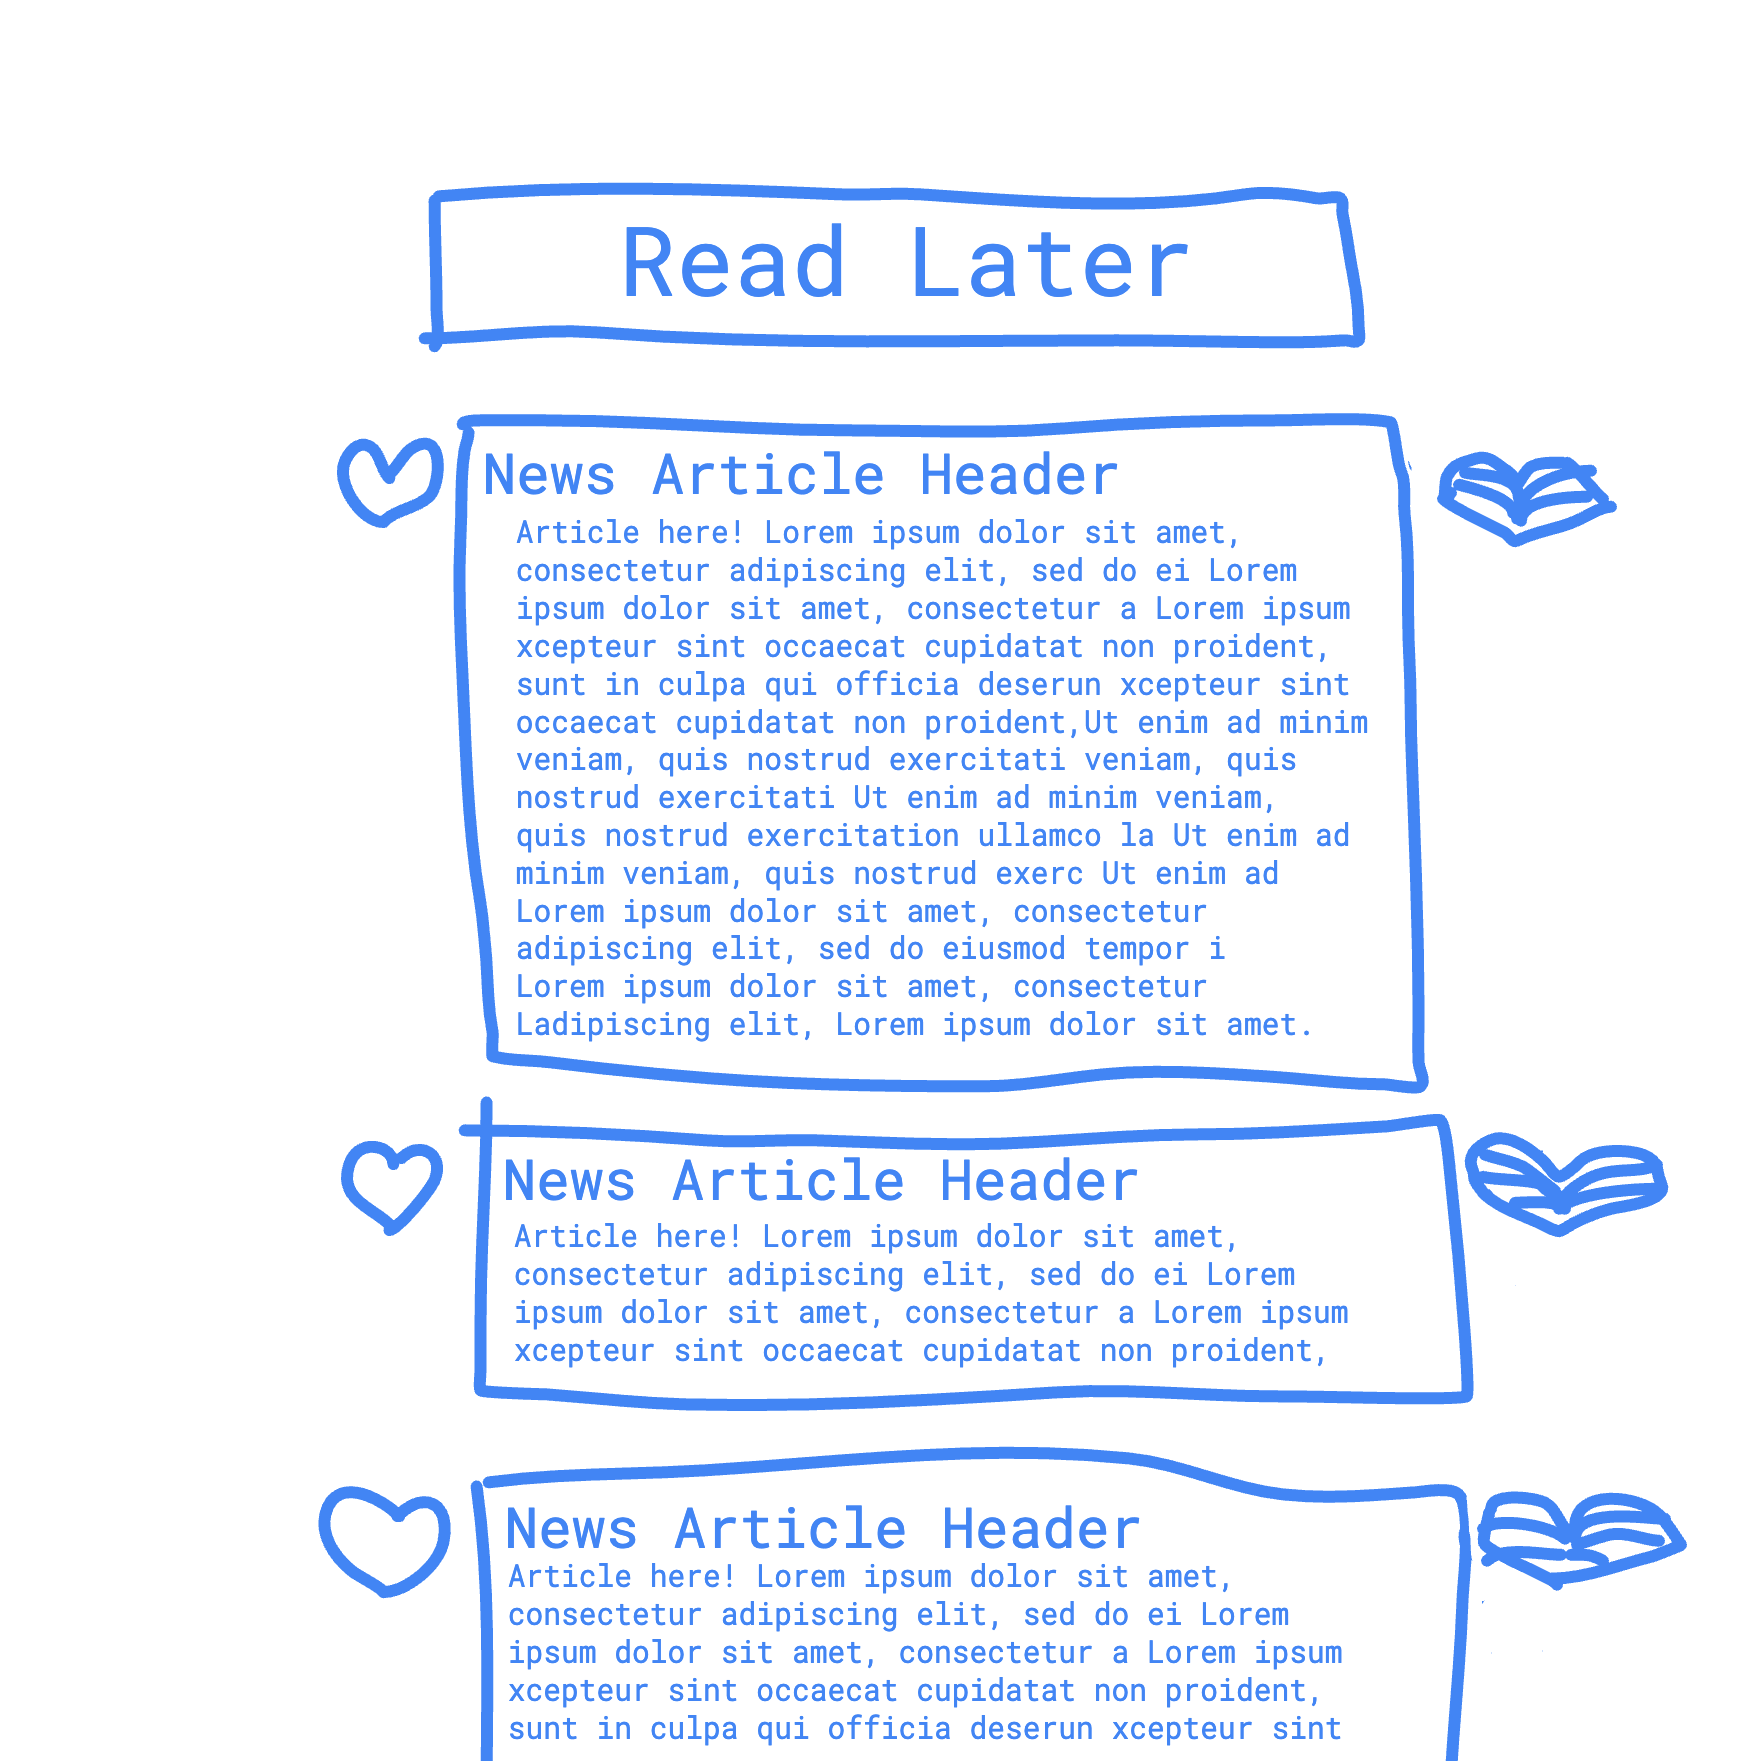 Read Later
News Article Header
Article here! Lorem ipsum dolor sit amet,
consectetur adipiscing elit, sed do ei Lorem
ipsum dolor sit amet, consectetur a Lorem ipsum
xcepteur sint occaecat cupidatat non proident,
sunt in culpa qui officia deserun xcepteur sint
occaecat cupidatat non proident,Ut enim ad minim
veniam, quis nostrud exercitati veniam, quis
nostrud exercitati Ut enim ad minim veniam,
quis nostrud exercitation ullamco la Ut enim ad
minim veniam, quis nostrud exerc Ut enim ad
Lorem ipsum dolor sit amet, consectetur
adipiscing elit, sed do eiusmod tempor i
Lorem ipsum dolor sit amet, consectetur
Ladipiscing elit, Lorem ipsum dolor sit amet.
News Article Header
Article here! Lorem ipsum dolor sit amet,
consectetur adipiscing elit, sed do ei Lorem
ipsum dolor sit amet, consectetur a Lorem ipsum
xcepteur sint occaecat cupidatat non proident,
News Article Header
Article here! Lorem ipsum dolor sit amet,
consectetur adipiscing elit, sed do ei Lorem
ipsum dolor sit amet, consectetur a Lorem ipsum
xcepteur sint occaecat cupidatat non proident,
sunt in culpa qui officia deserun xcepteur sint